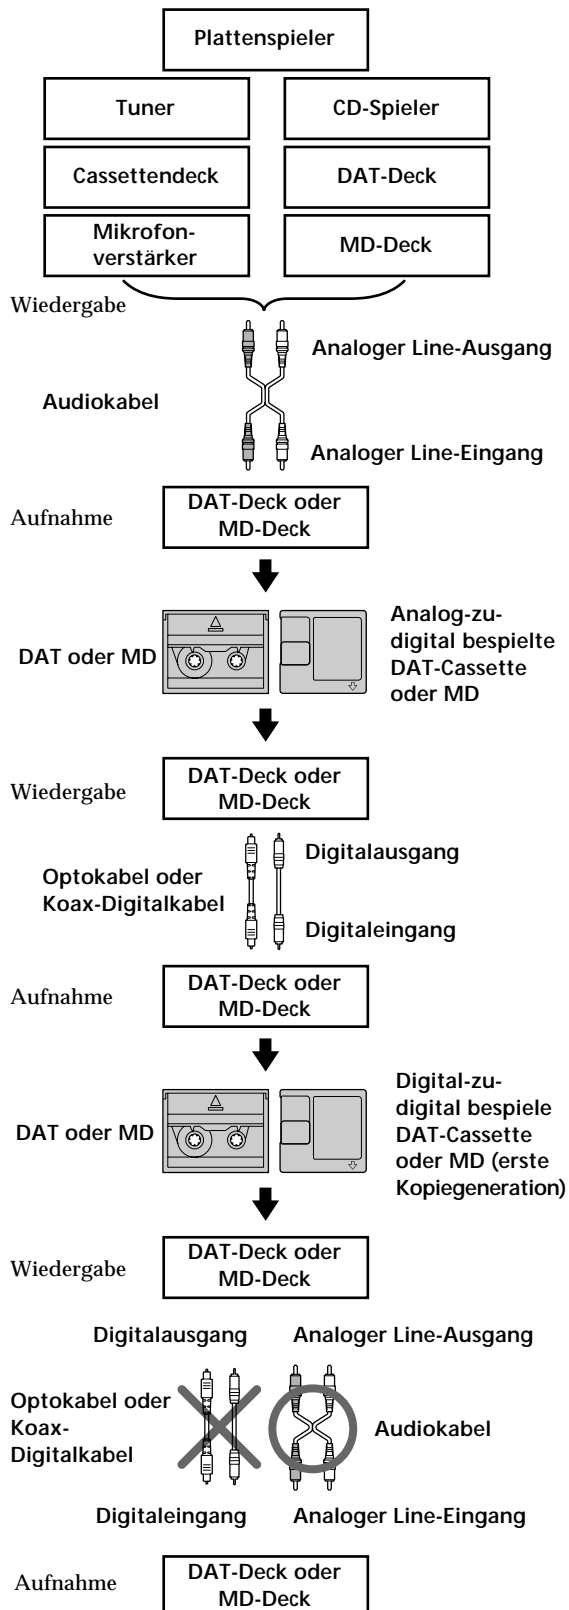 Plattenspieler
Tuner
CD-Spieler
Cassettendeck
DAT-Deck
Mikrofon-
verstärker
MD-Deck
Wiedergabe
Analoger Line-Ausgang
Audiokabel
Analoger Line-Eingang
Aufnahme
DAT-Deck oder
MD-Deck
DAT oder MD
Analog-zu-
digital bespielte
DAT-Cassette
oder MD
Wiedergabe
DAT-Deck oder
MD-Deck
Digitalausgang
Optokabel oder
Koax-Digitalkabel
Digitaleingang
Aufnahme
DAT-Deck oder
MD-Deck
DAT oder MD
Digital-zu-
digital bespiele
DAT-Cassette
oder MD (erste
Kopiegeneration)
Wiedergabe
DAT-Deck oder
MD-Deck
Digitalausgang
Analoger Line-Ausgang
Optokabel oder
Koax-
Digitalkabel
Audiokabel
Digitaleingang
Analoger Line-Eingang
Aufnahme
DAT-Deck oder
MD-Deck